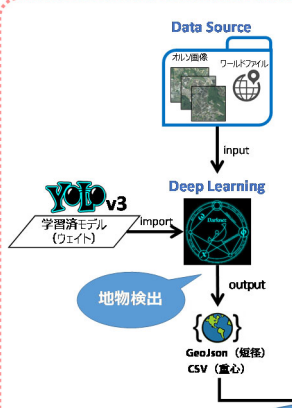 Data Source
オルソ画像
ワールドファイル
input
Deep Learning
YOLO v3
学習済モデル
（ウェイト）
import
Darknet
output
地物検出
GeoJson（短径）
CSV（重心）